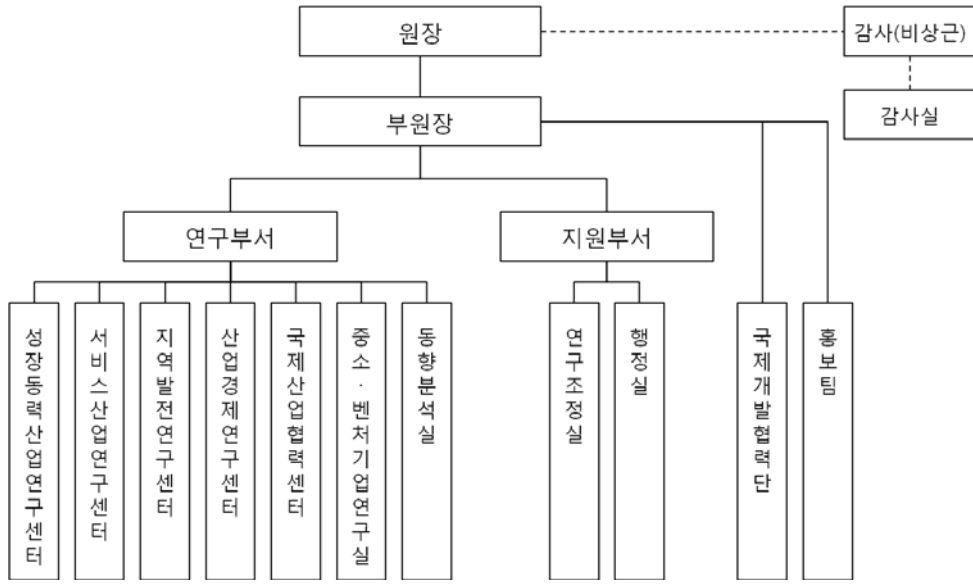 원장
감사(비상근)
감사실
부원장
연구부서
지원부서
성장동력산업연구센터
서비스산업연구센터
지역발전연구센터
산업경제연구센터
국제산업협력센터
중소·벤처기업연구실
동향분석실
연구조정실
행정실
국제개발협력단
홍보팀